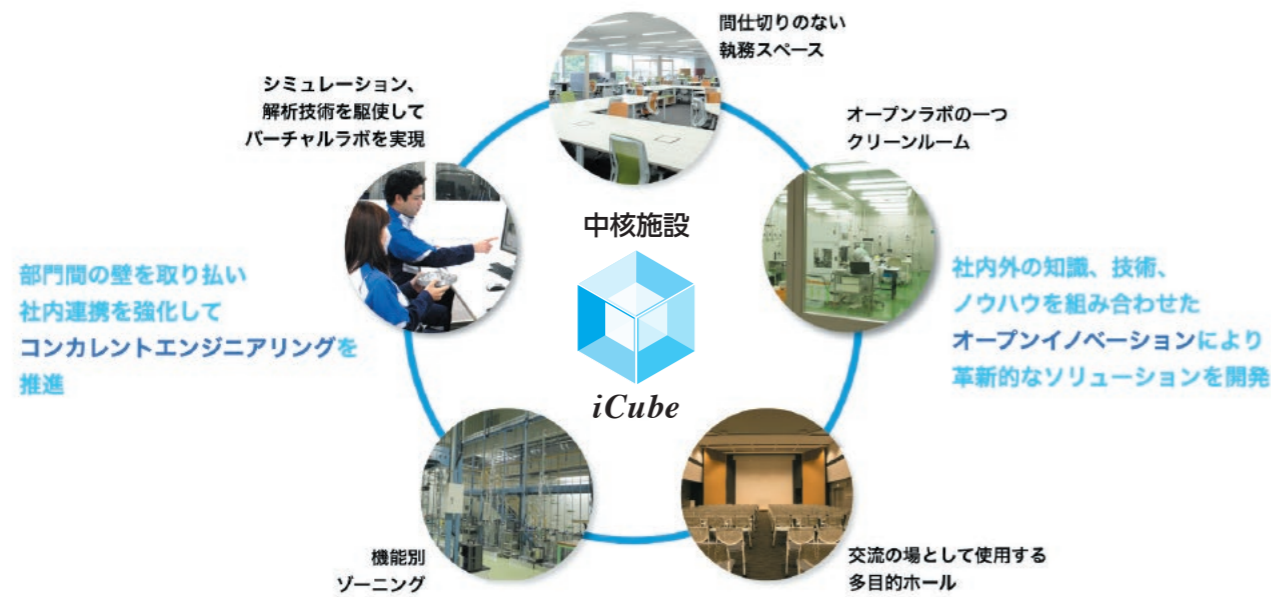 間仕切りのない
執務スペース
シミュレーション、
解析技術を駆使して
バーチャルラボを実現
オープンラボの一つ
クリーンルーム
中核施設
iCube
部門間の壁を取り払い
社内連携を強化して
コンカレントエンジニアリングを
推進
社内外の知識、技術、
ノウハウを組み合わせた
オープンイノベーションにより
革新的なソリューションを開発
機能別
ゾーニング
交流の場として使用する
多目的ホール